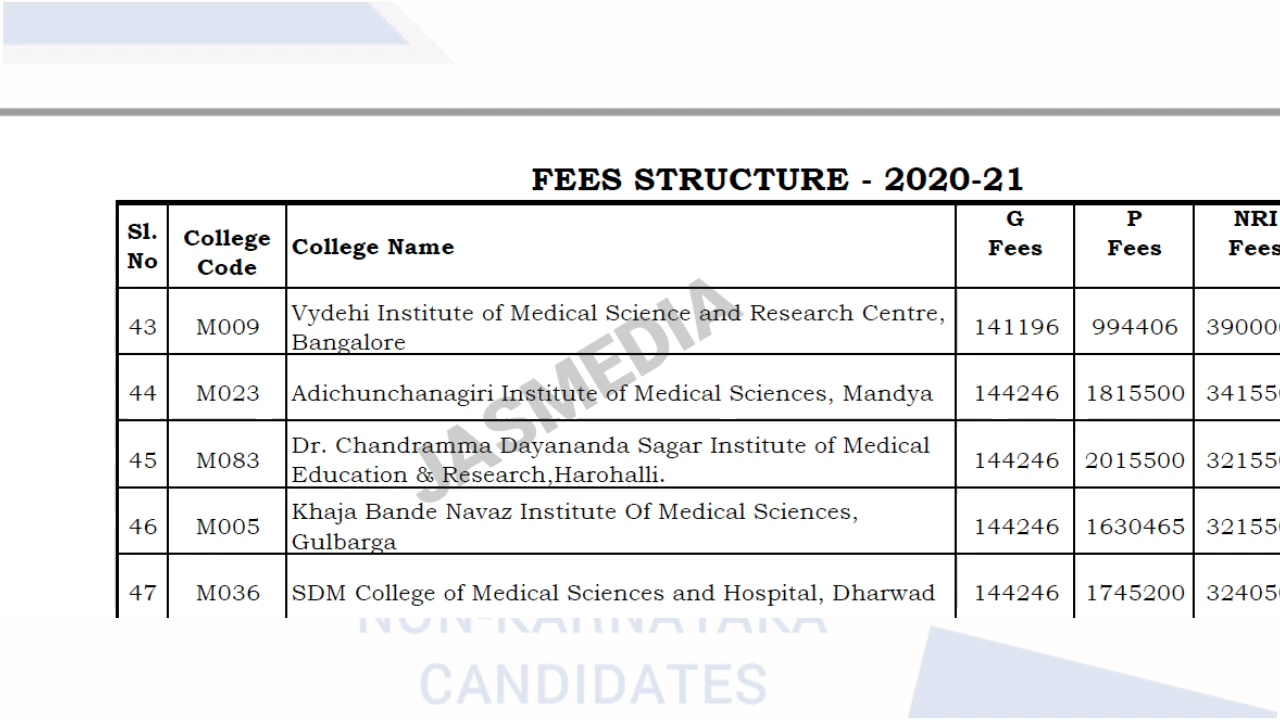 FEES STRUCTURE - 2020-21
Sl. No College Code College Name G Fees P Fees NRI Fees
43 M009 Vydehi Institute of Medical Science and Research Centre, Bangalore 141196 994406
44 M023 Adichunchanagiri Institute of Medical Sciences, Mandya 144246 1815500
45 M083 Dr. Chandramma Dayananda Sagar Institute of Medical Education & Research,Harohalli. 144246 2015500
46 M005 Khaja Bande Navaz Institute Of Medical Sciences, Gulbarga 144246 1630465
47 M036 SDM College of Medical Sciences and Hospital, Dharwad 144246 1745200
JASMEDIA
NON-KARNATAKA
CANDIDATES